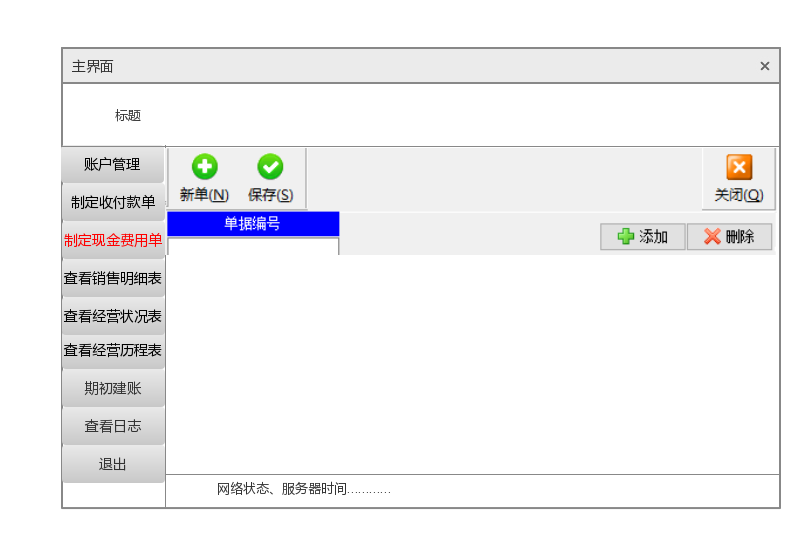 主界面
×
标题
账户管理
制定收付款单
制定现金费用单
查看销售明细表
查看经营状况表
查看经营历程表
期初建账
查看日志
退出
新单(N) 保存(S) 关闭(Q)
单据编号
添加 删除
网络状态、服务器时间…………